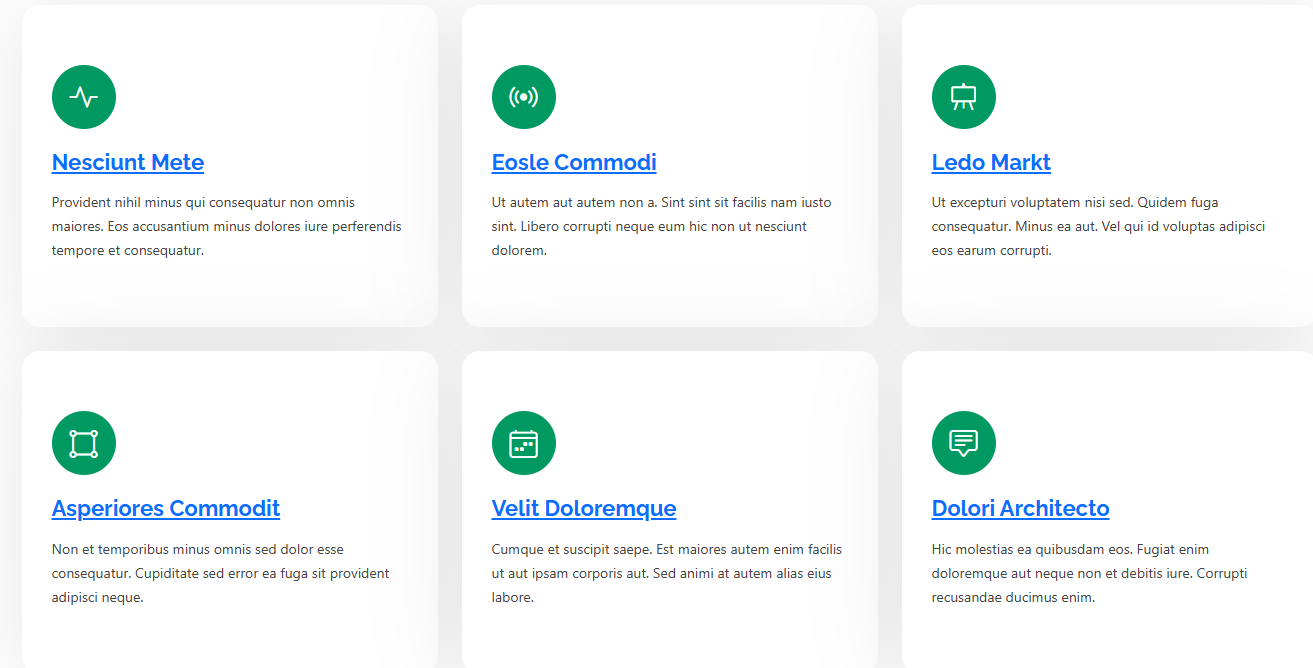 Nesciunt Mete
Provident nihil minus qui consequatur non omnis
maiores. Eos accusantium minus dolores iure perferendis
tempore et consequatur.
Eosle Commodi
Ut autem aut autem non a. Sint sint sit facilis nam iusto
sint. Libero corrupti neque eum hic non ut nesciunt
dolorem.
Ledo Markt
Ut excepturi voluptatem nisi sed. Quidem fuga
consequatur. Minus ea aut. Vel qui id voluptas adipisci
eos earum corrupti.
Asperiores Commodit
Non et temporibus minus omnis sed dolor esse
consequatur. Cupiditate sed error ea fuga sit provident
adipisci neque.
Velit Doloremque
Cumque et suscipit saepe. Est maiores autem enim facilis
ut aut ipsam corporis aut. Sed animi at autem alias eius
labore.
Dolori Architecto
Hic molestias ea quibusdam eos. Fugiat enim
doloremque aut neque non et debitis iure. Corrupti
recusandae ducimus enim.